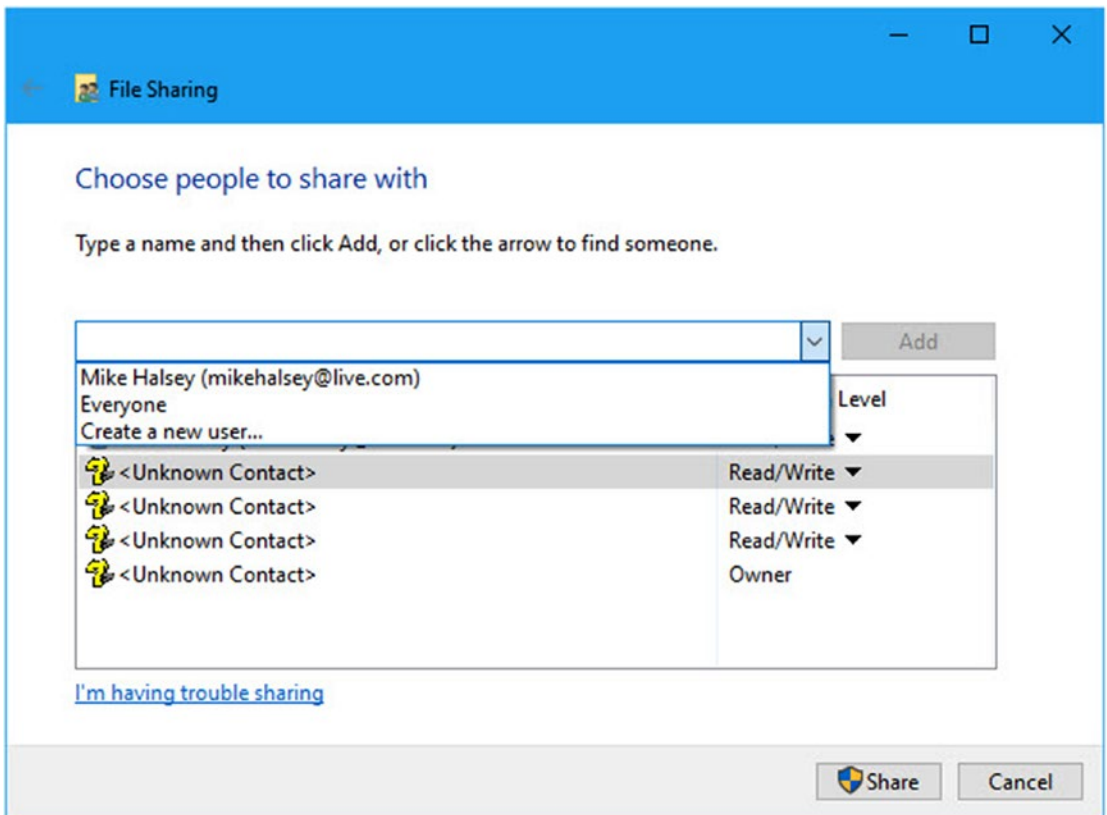 File Sharing
Choose people to share with
Type a name and then click Add, or click the arrow to find someone.
Add
Mike Halsey (mikehalsey@live.com)
Everyone
Create a new user...
Level
<Unknown Contact> Read/Write
<Unknown Contact> Read/Write
<Unknown Contact> Read/Write
<Unknown Contact> Owner
I'm having trouble sharing
Share Cancel